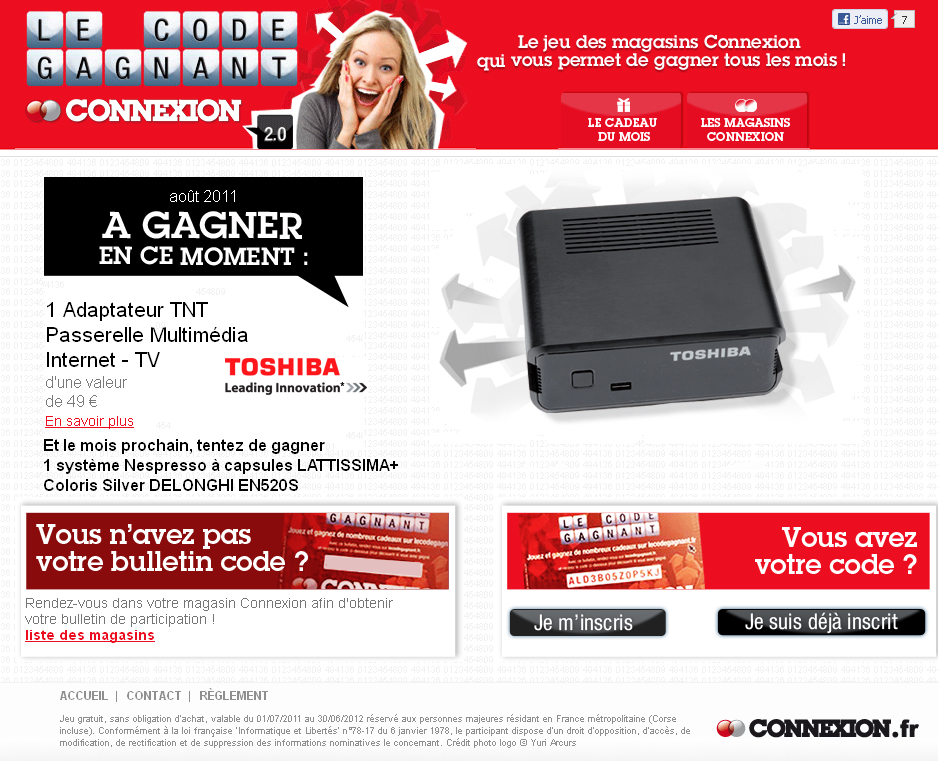 LE CODE
GAGNANT
CONNEXION
2.0
Le jeu des magasins Connexion
qui vous permet de gagner tous les mois !
J'aime 7
LE CADEAU
DU MOIS
LES MAGASINS
CONNEXION
août 2011
A GAGNER
EN CE MOMENT :
1 Adaptateur TNT
Passerelle Multimédia
Internet - TV
d'une valeur
de 49 €
En savoir plus
TOSHIBA
Leading Innovation*
TOSHIBA
Et le mois prochain, tentez de gagner
1 système Nespresso à capsules LATTISSIMA+
Coloris Silver DELONGHI EN520S
Vous n'avez pas
votre bulletin code ?
GAGNANT
Jouez et gagnez de nombreux cadeaux sur lecodegagnant
Rendez-vous dans votre magasin Connexion afin d'obtenir
votre bulletin de participation !
liste des magasins
LE CODE
GAGNANT
Jouez et gagnez de nombreux cadeaux sur lecodegagnant.fr
ALD3B05Z0P5KJ
Vous avez
votre code ?
Je m'inscris
Je suis déjà inscrit
ACCUEIL | CONTACT | RÈGLEMENT
Jeu gratuit, sans obligation d'achat, valable du 01/07/2011 au 30/06/2012 réservé aux personnes majeures résidant en France métropolitaine (Corse
incluse). Conformément à la loi française 'Informatique et Libertés' n°78-17 du 6 janvier 1978, le participant dispose d'un droit d'opposition, d'accès, de
modification, de rectification et de suppression des informations nominatives le concernant. Crédit photo logo © Yuri Arcurs
CONNEXION.fr